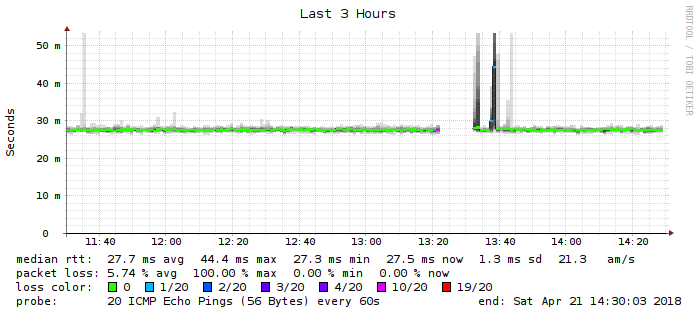 Last 3 Hours
RRDTOOL / TOBI OETIKER
Seconds
50 m
40 m
30 m
20 m
10 m
0
11:40 12:00 12:20 12:40 13:00 13:20 13:40 14:00 14:20
median rtt: 27.7 ms avg 44.4 ms max 27.3 ms min 27.5 ms now 1.3 ms sd 21.3 am/s
packet loss: 5.74 % avg 100.00 % max 0.00 % min 0.00 % now
loss color: 0 1/20 2/20 3/20 4/20 10/20 19/20
probe: 20 ICMP Echo Pings (56 Bytes) every 60s end: Sat Apr 21 14:30:03 2018